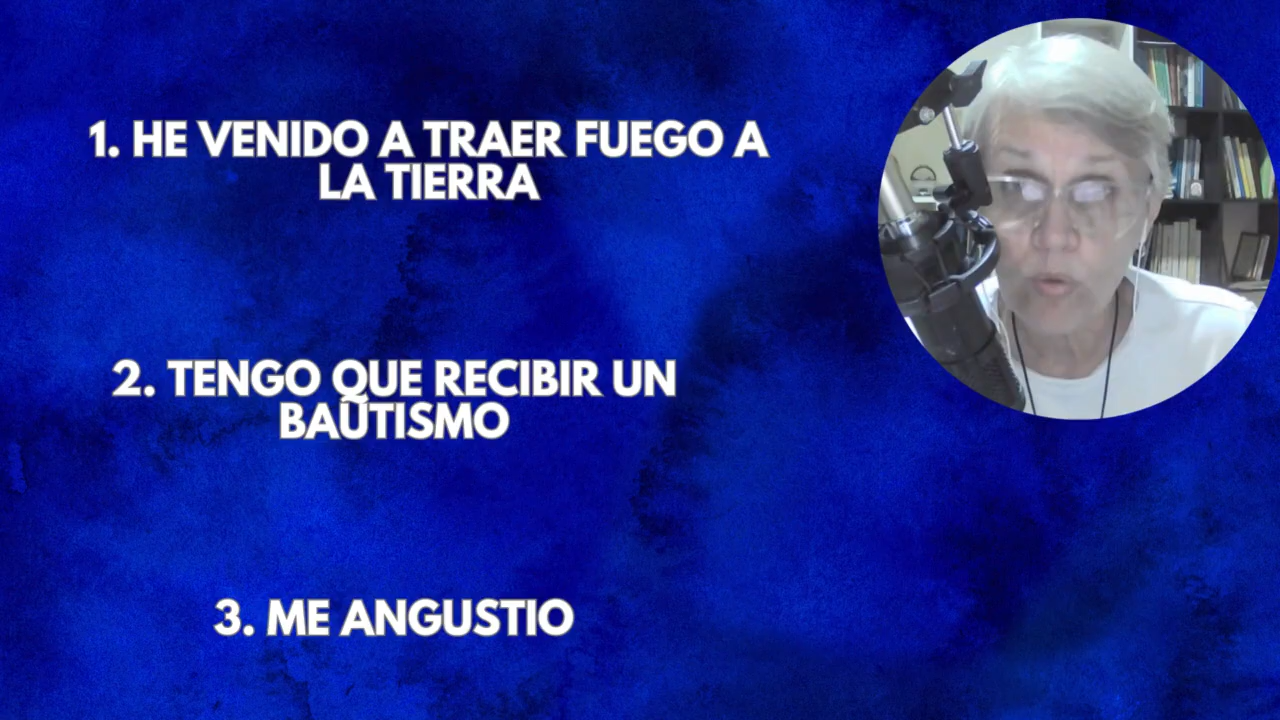 1. HE VENIDO A TRAER FUEGO A
LA TIERRA
2. TENGO QUE RECIBIR UN
BAUTISMO
3. ME ANGUSTIO